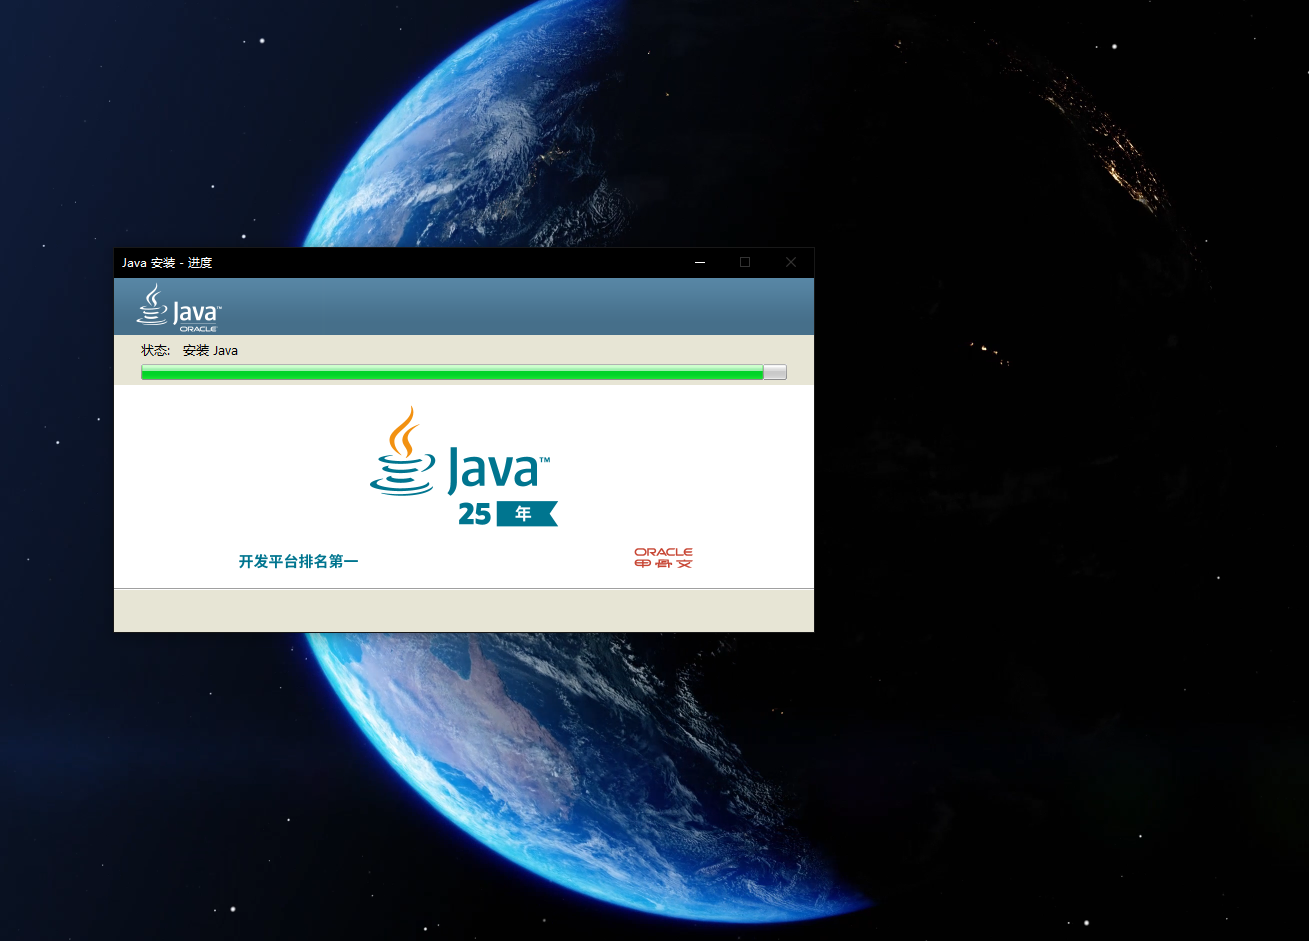 Java 安装 - 进度
Java™
ORACLE
状态: 安装 Java
Java™
25 年
开发平台排名第一
ORACLE
甲骨文